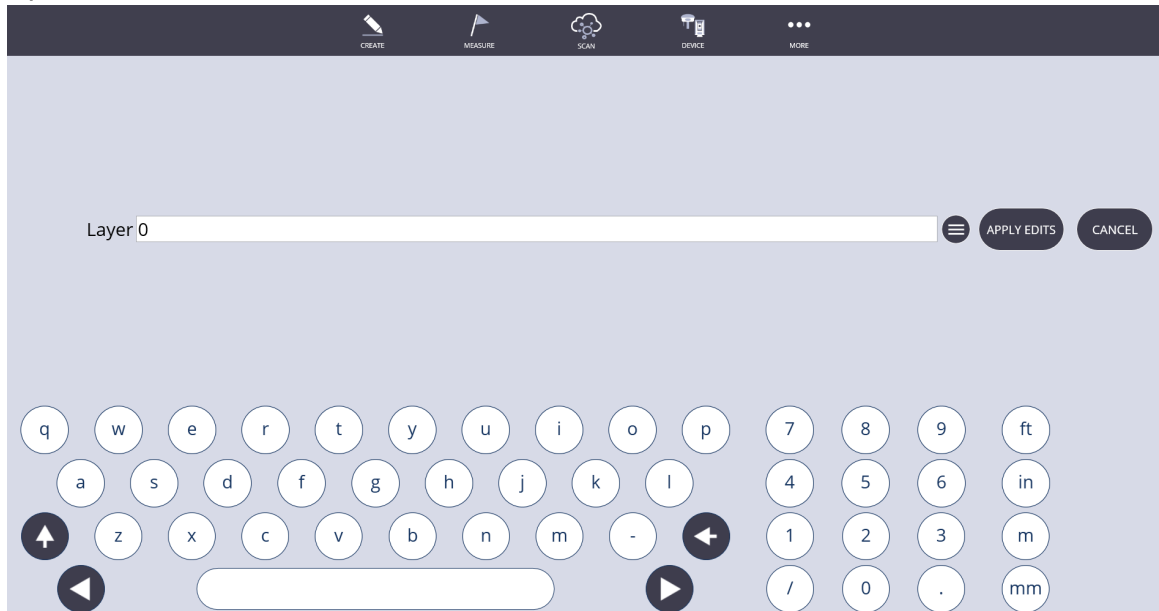 CREATE MEASURE SCAN DEVICE MORE
Layer 0 APPLY EDITS CANCEL
q w e r t y u i o p 7 8 9 ft
a s d f g h j k l 4 5 6 in
z x c v b n m - 1 2 3 m
/ 0 . mm